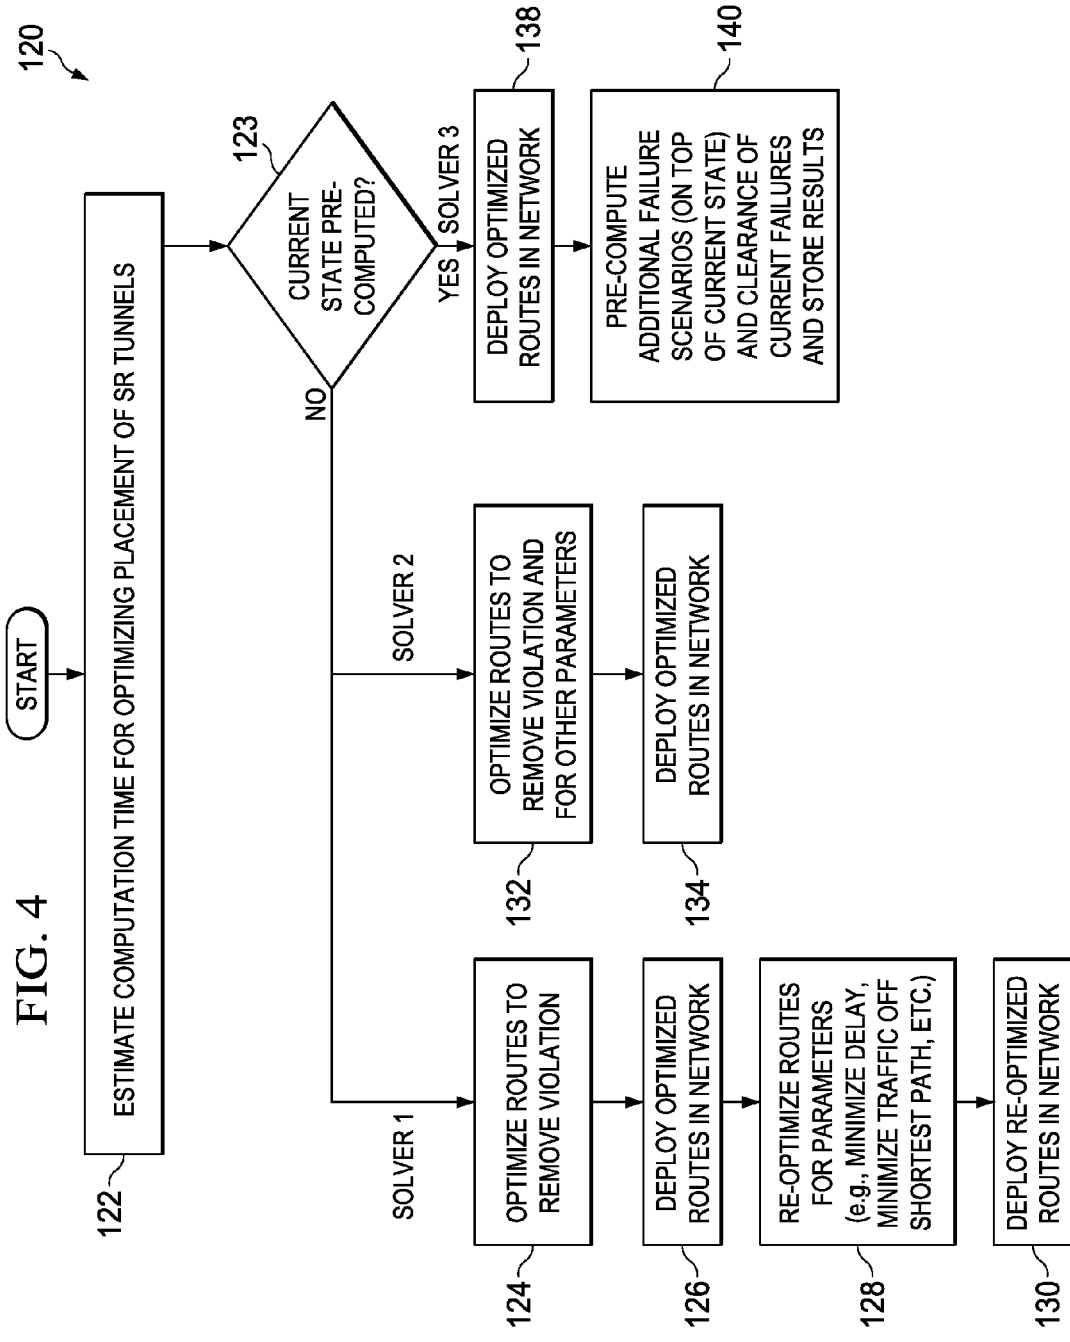 FIG. 4
120
START
122
ESTIMATE COMPUTATION TIME FOR OPTIMIZING PLACEMENT OF SR TUNNELS
123
CURRENT
STATE PRE-
COMPUTED?
NO
YES
SOLVER 1
SOLVER 2
SOLVER 3
124
OPTIMIZE ROUTES TO
REMOVE VIOLATION
126
DEPLOY OPTIMIZED
ROUTES IN NETWORK
128
RE-OPTIMIZE ROUTES
FOR PARAMETERS
(e.g., MINIMIZE DELAY,
MINIMIZE TRAFFIC OFF
SHORTEST PATH, ETC.)
130
DEPLOY RE-OPTIMIZED
ROUTES IN NETWORK
132
OPTIMIZE ROUTES TO
REMOVE VIOLATION AND
FOR OTHER PARAMETERS
134
DEPLOY OPTIMIZED
ROUTES IN NETWORK
138
DEPLOY OPTIMIZED
ROUTES IN NETWORK
140
PRE-COMPUTE
ADDITIONAL FAILURE
SCENARIOS (ON TOP
OF CURRENT STATE)
AND CLEARANCE OF
CURRENT FAILURES
AND STORE RESULTS